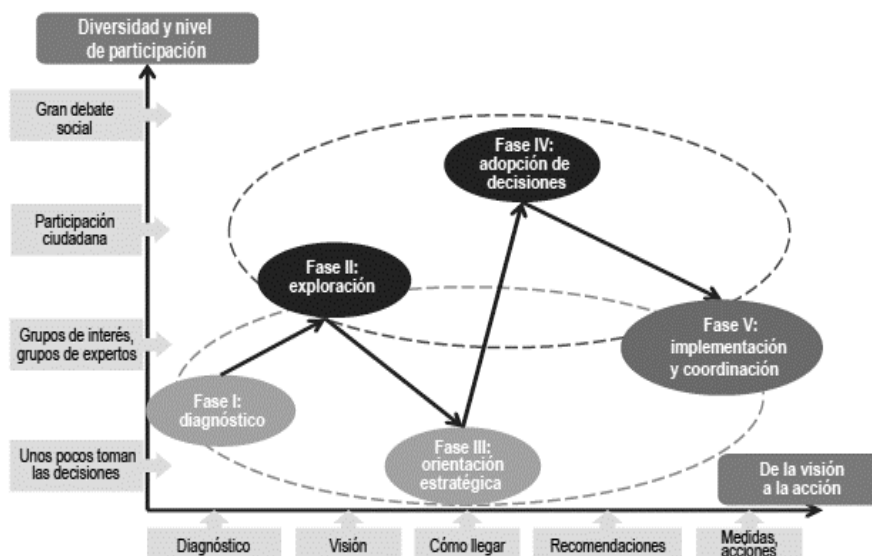 Diversidad y nivel
de participación
Gran debate
social
Participación
ciudadana
Grupos de interés,
grupos de expertos
Unos pocos toman
las decisiones
Fase I:
diagnóstico
Fase II:
exploración
Fase III:
orientación
estratégica
Fase IV:
adopción de
decisiones
Fase V:
implementación
y coordinación
De la visión
a la acción
Diagnóstico
Visión
Cómo llegar
Recomendaciones
Medidas,
acciones